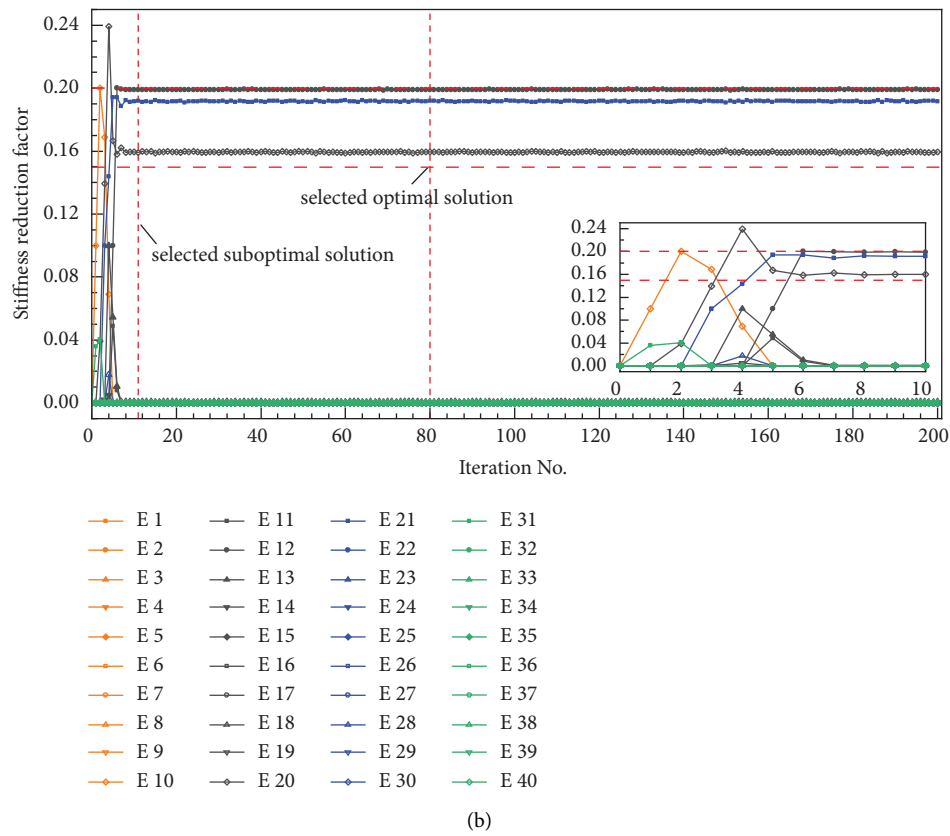 0.24
0.20
0.16
0.12
0.08
0.04
0.00
Stiffness reduction factor
selected optimal solution
selected suboptimal solution
0.24
0.20
0.16
0.12
0.08
0.04
0.00
0 2 4 6 8 10
0 20 40 60 80 100 120 140 160 180 200
Iteration No.
E 1 E 11 E 21 E 31
E 2 E 12 E 22 E 32
E 3 E 13 E 23 E 33
E 4 E 14 E 24 E 34
E 5 E 15 E 25 E 35
E 6 E 16 E 26 E 36
E 7 E 17 E 27 E 37
E 8 E 18 E 28 E 38
E 9 E 19 E 29 E 39
E 10 E 20 E 30 E 40
(b)